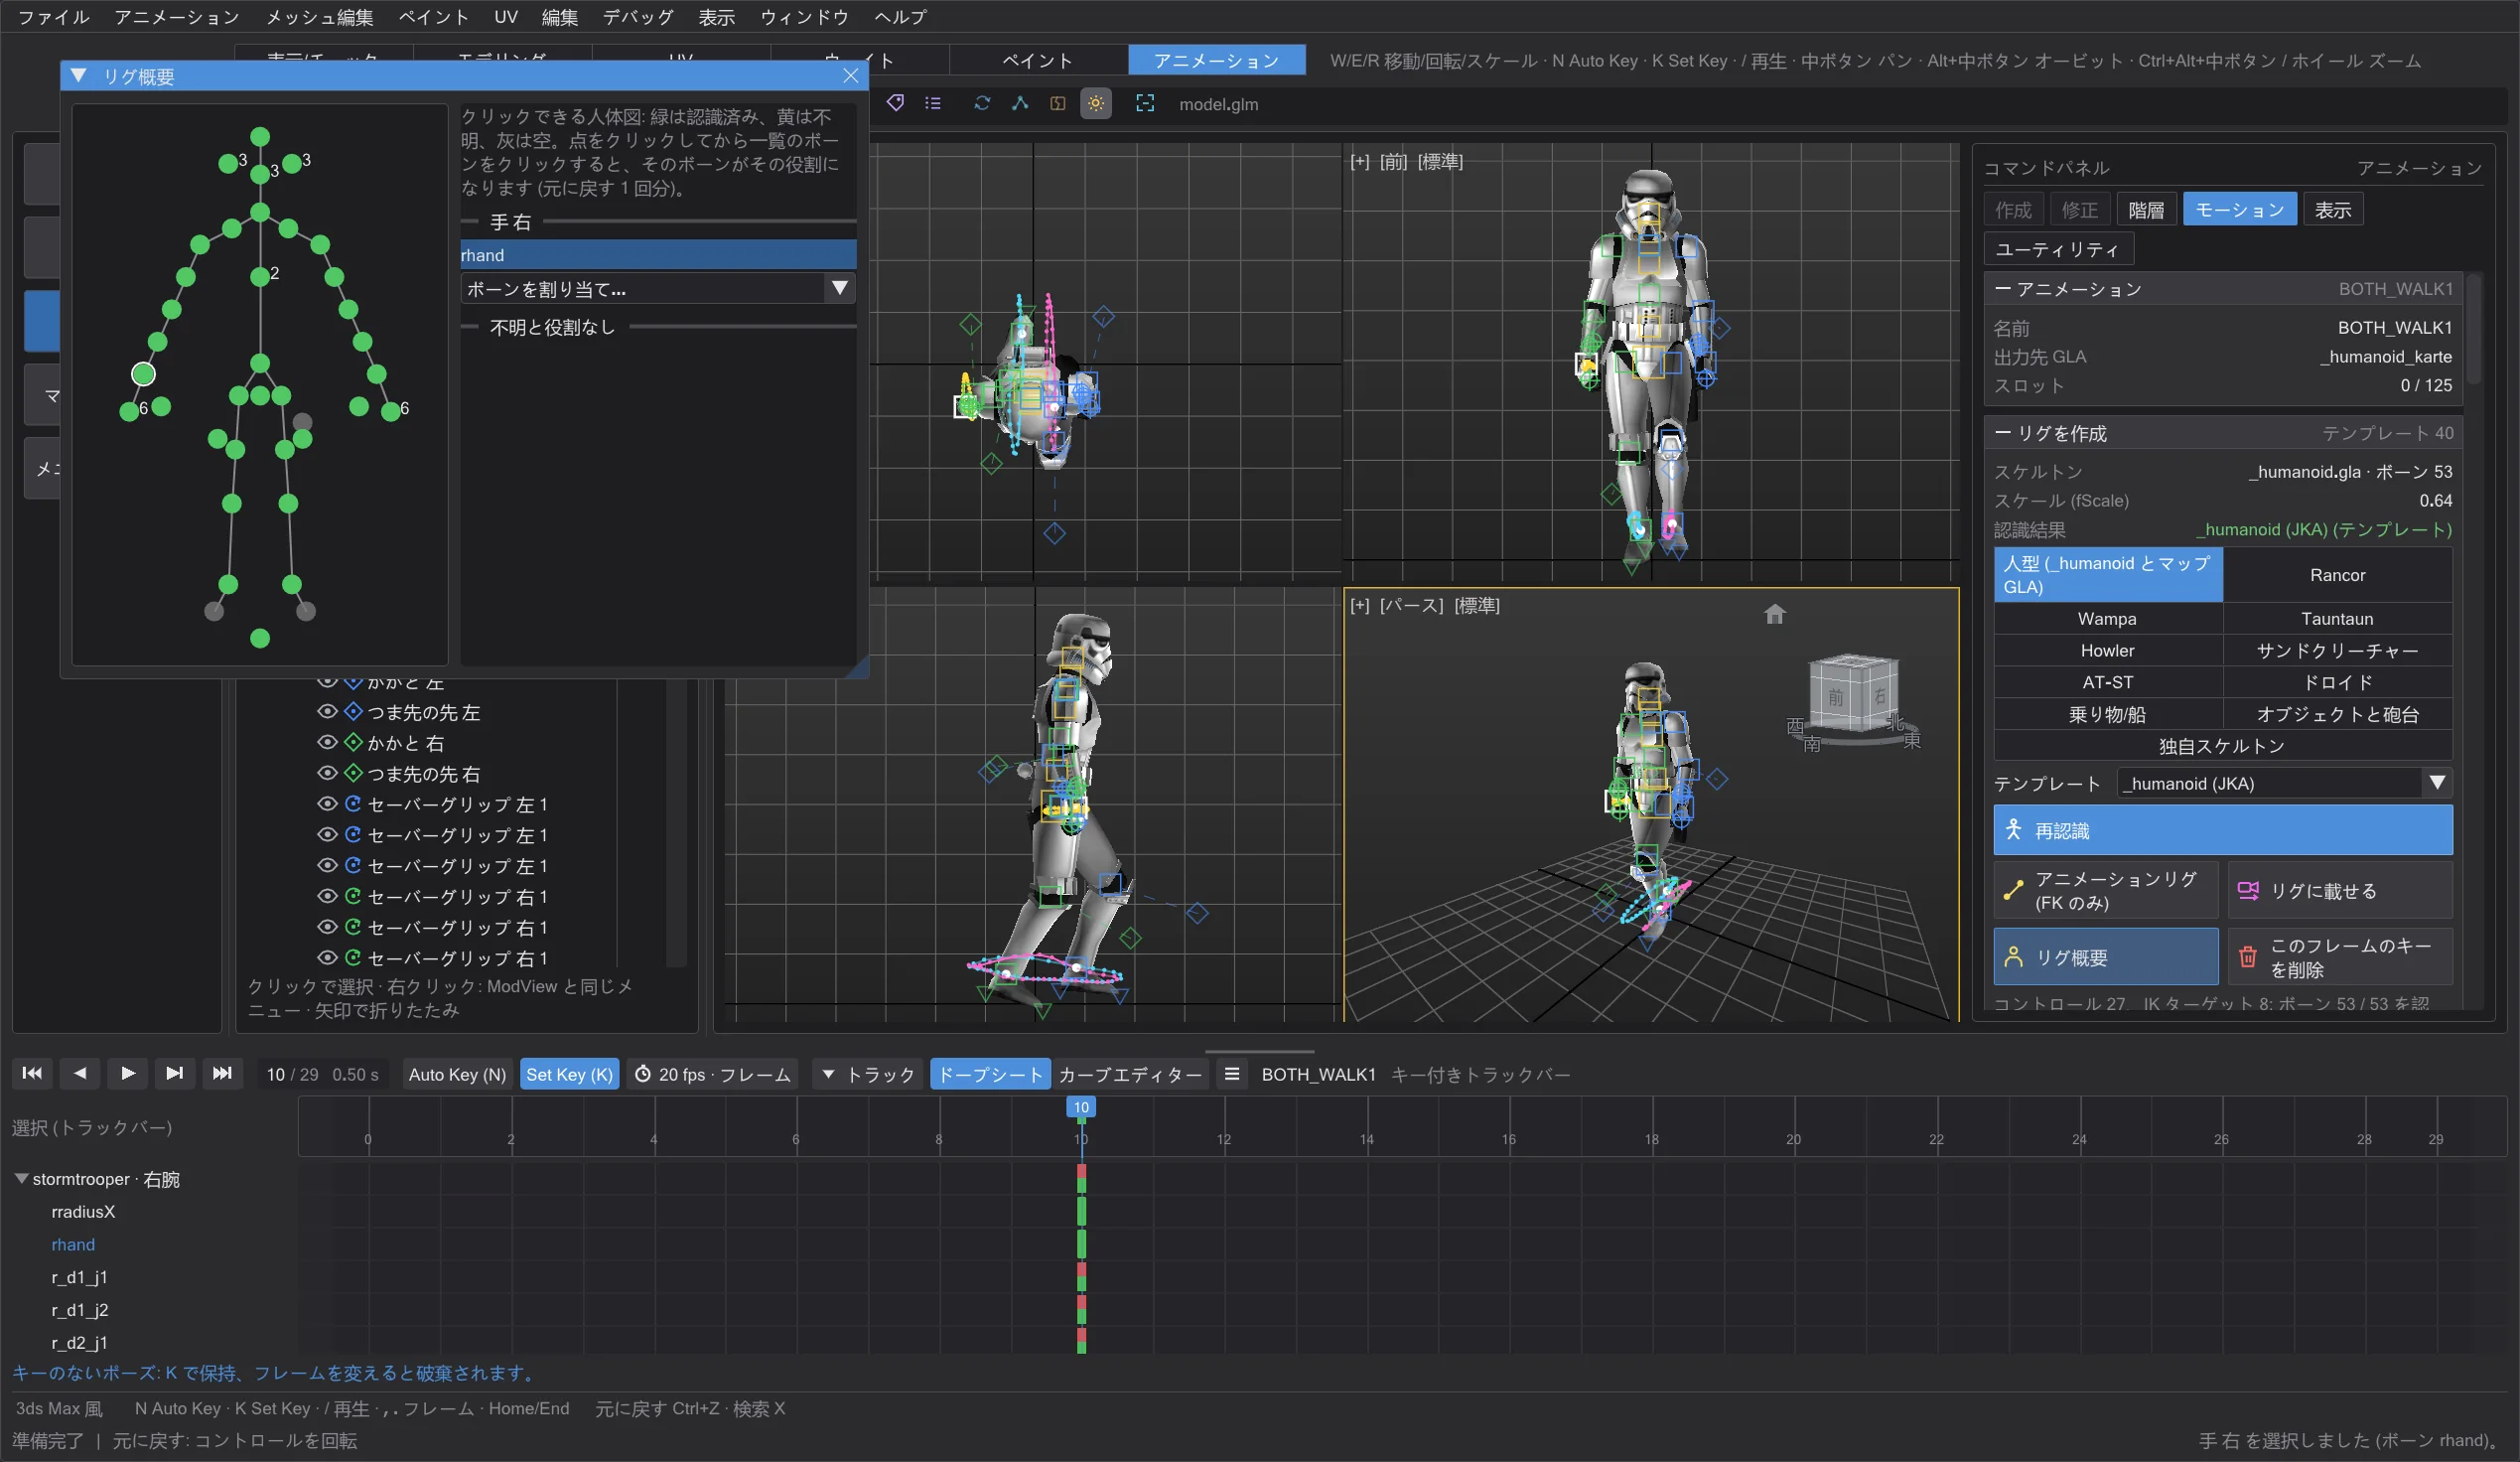 ファイル アニメーション メッシュ編集 ペイント UV 編集 デバッグ 表示 ウィンドウ ヘルプ
ペイント アニメーション W/E/R 移動/回転/スケール · N Auto Key · K Set Key · / 再生 · 中ボタン パン · Alt+中ボタン オービット · Ctrl+Alt+中ボタン / ホイール ズーム
リグ概要
model.glm
クリックできる人体図: 緑は認識済み、黄は不
明、灰は空。点をクリックしてから一覧のボー
ンをクリックすると、そのボーンがその役割に
なります (元に戻す 1 回分)。
手 右
rhand
ボーンを割り当て...
不明と役割なし
3
3
3
2
6
6
[+] [前] [標準]
[+] [パース] [標準]
前 右
西 南 北 東
かかと 左
つま先の先 左
かかと 右
つま先の先 右
セーバーグリップ 左 1
セーバーグリップ 左 1
セーバーグリップ 左 1
セーバーグリップ 右 1
セーバーグリップ 右 1
セーバーグリップ 右 1
クリックで選択 · 右クリック: ModView と同じメ
ニュー · 矢印で折りたたみ
コマンドパネル アニメーション
作成 修正 階層 モーション 表示
ユーティリティ
アニメーション BOTH_WALK1
名前 BOTH_WALK1
出力先 GLA _humanoid_karte
スロット 0 / 125
リグを作成 テンプレート 40
スケルトン _humanoid.gla · ボーン 53
スケール (fScale) 0.64
認識結果 _humanoid (JKA) (テンプレート)
人型 (_humanoid とマップ
GLA)
Rancor
Wampa Tauntaun
Howler サンドクリーチャー
AT-ST ドロイド
乗り物/船 オブジェクトと砲台
独自スケルトン
テンプレート _humanoid (JKA)
再認識
アニメーションリグ
(FK のみ)
リグに載せる
リグ概要
このフレームのキー
を削除
コントロール 27、IK ターゲット 8: ボーン 53 / 53 を認
10 / 29 0.50 s Auto Key (N) Set Key (K) 20 fps · フレーム トラック ドープシート カーブエディター BOTH_WALK1 キー付きトラックバー
10
選択 (トラックバー)
0 2 4 6 8 10 12 14 16 18 20 22 24 26 28 29
stormtrooper · 右腕
rradiusX
rhand
r_d1_j1
r_d1_j2
r_d2_j1
キーのないポーズ: K で保持、フレームを変えると破棄されます。
3ds Max 風 N Auto Key · K Set Key · / 再生 · , . フレーム · Home/End 元に戻す Ctrl+Z · 検索 X
準備完了 | 元に戻す: コントロールを回転
手 右 を選択しました (ボーン rhand)。